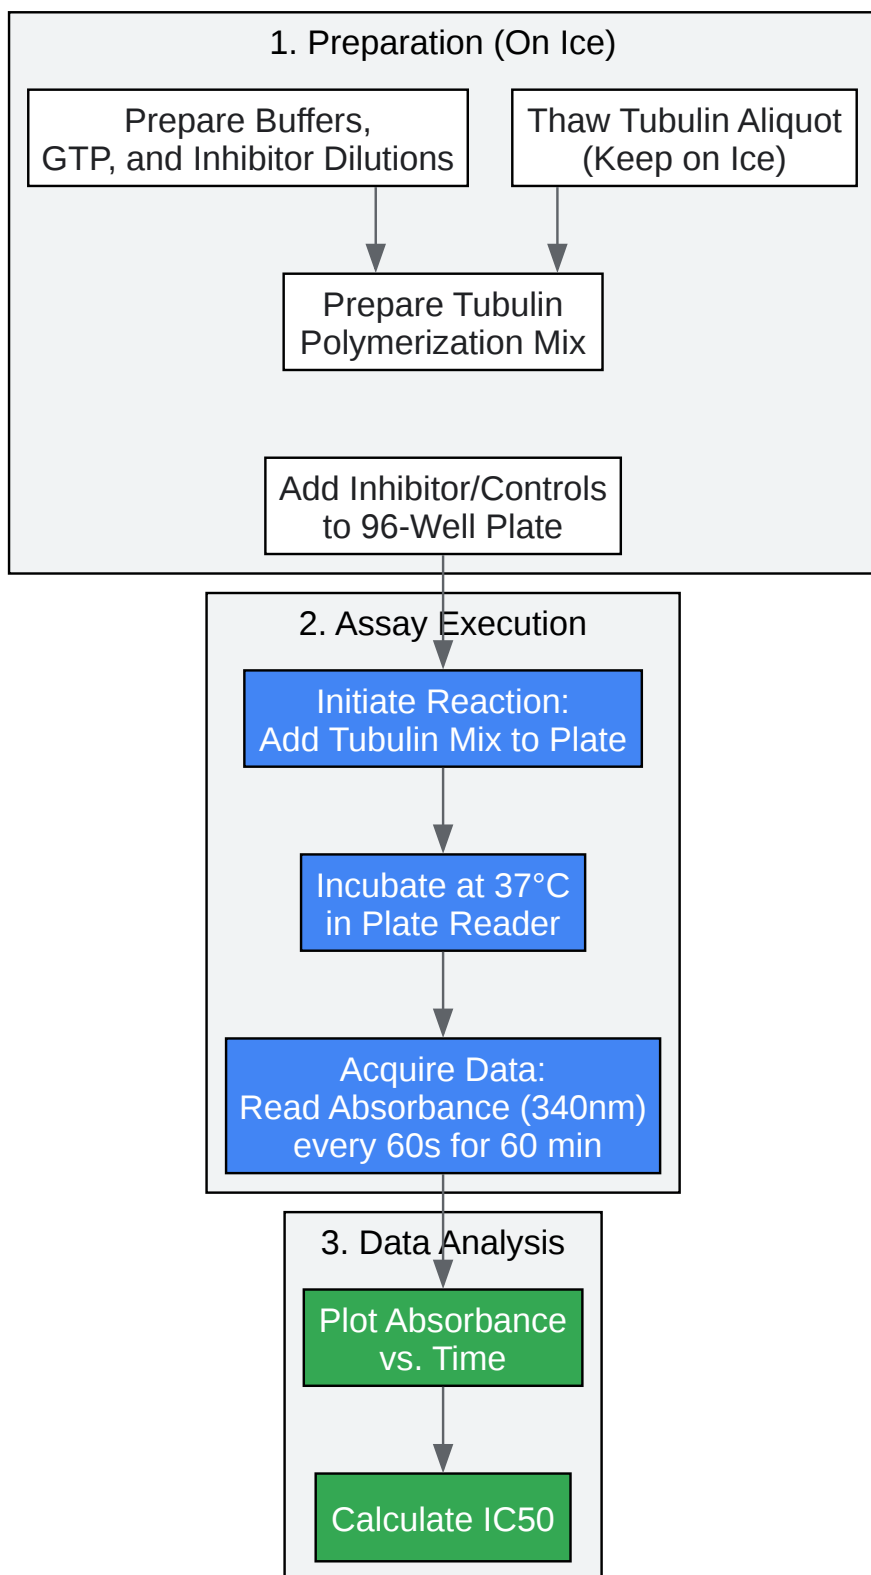 1. Preparation (On Ice)
Prepare Buffers,
GTP, and Inhibitor Dilutions
Thaw Tubulin Aliquot
(Keep on Ice)
Prepare Tubulin
Polymerization Mix
Add Inhibitor/Controls
to 96-Well Plate
2. Assay Execution
Initiate Reaction:
Add Tubulin Mix to Plate
Incubate at 37°C
in Plate Reader
Acquire Data:
Read Absorbance (340nm)
every 60s for 60 min
3. Data Analysis
Plot Absorbance
vs. Time
Calculate IC50